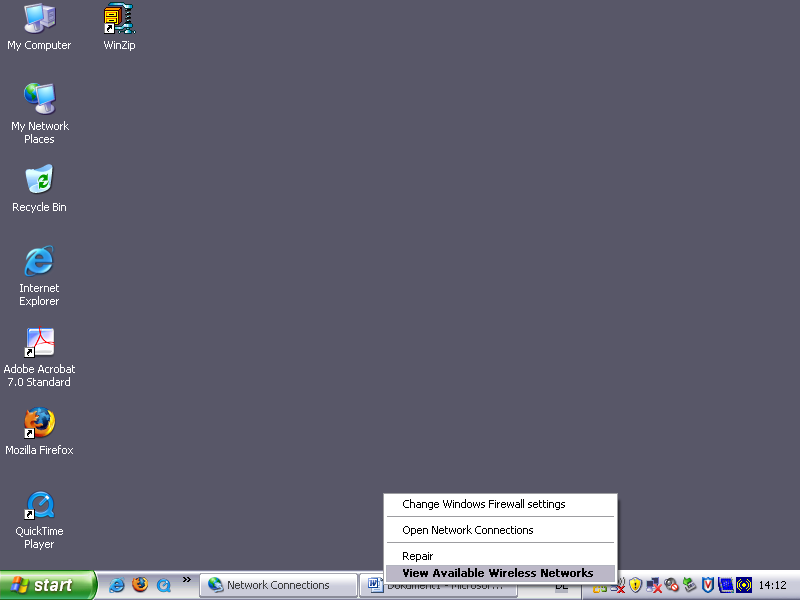 My Computer
WinZip
My Network
Places
Recycle Bin
Internet
Explorer
Adobe Acrobat
7.0 Standard
Mozilla Firefox
QuickTime
Player
Change Windows Firewall settings
Open Network Connections
Repair
View Available Wireless Networks
start
Network Connections
Dokument1 - Microsof...
DE
14:12